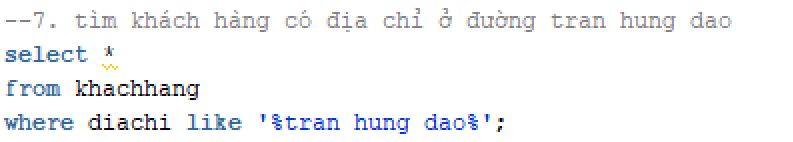 --7. tìm khách hàng có địa chỉ ở đường tran hung dao
select *
from khachhang
where diachi like '%tran hung dao%';